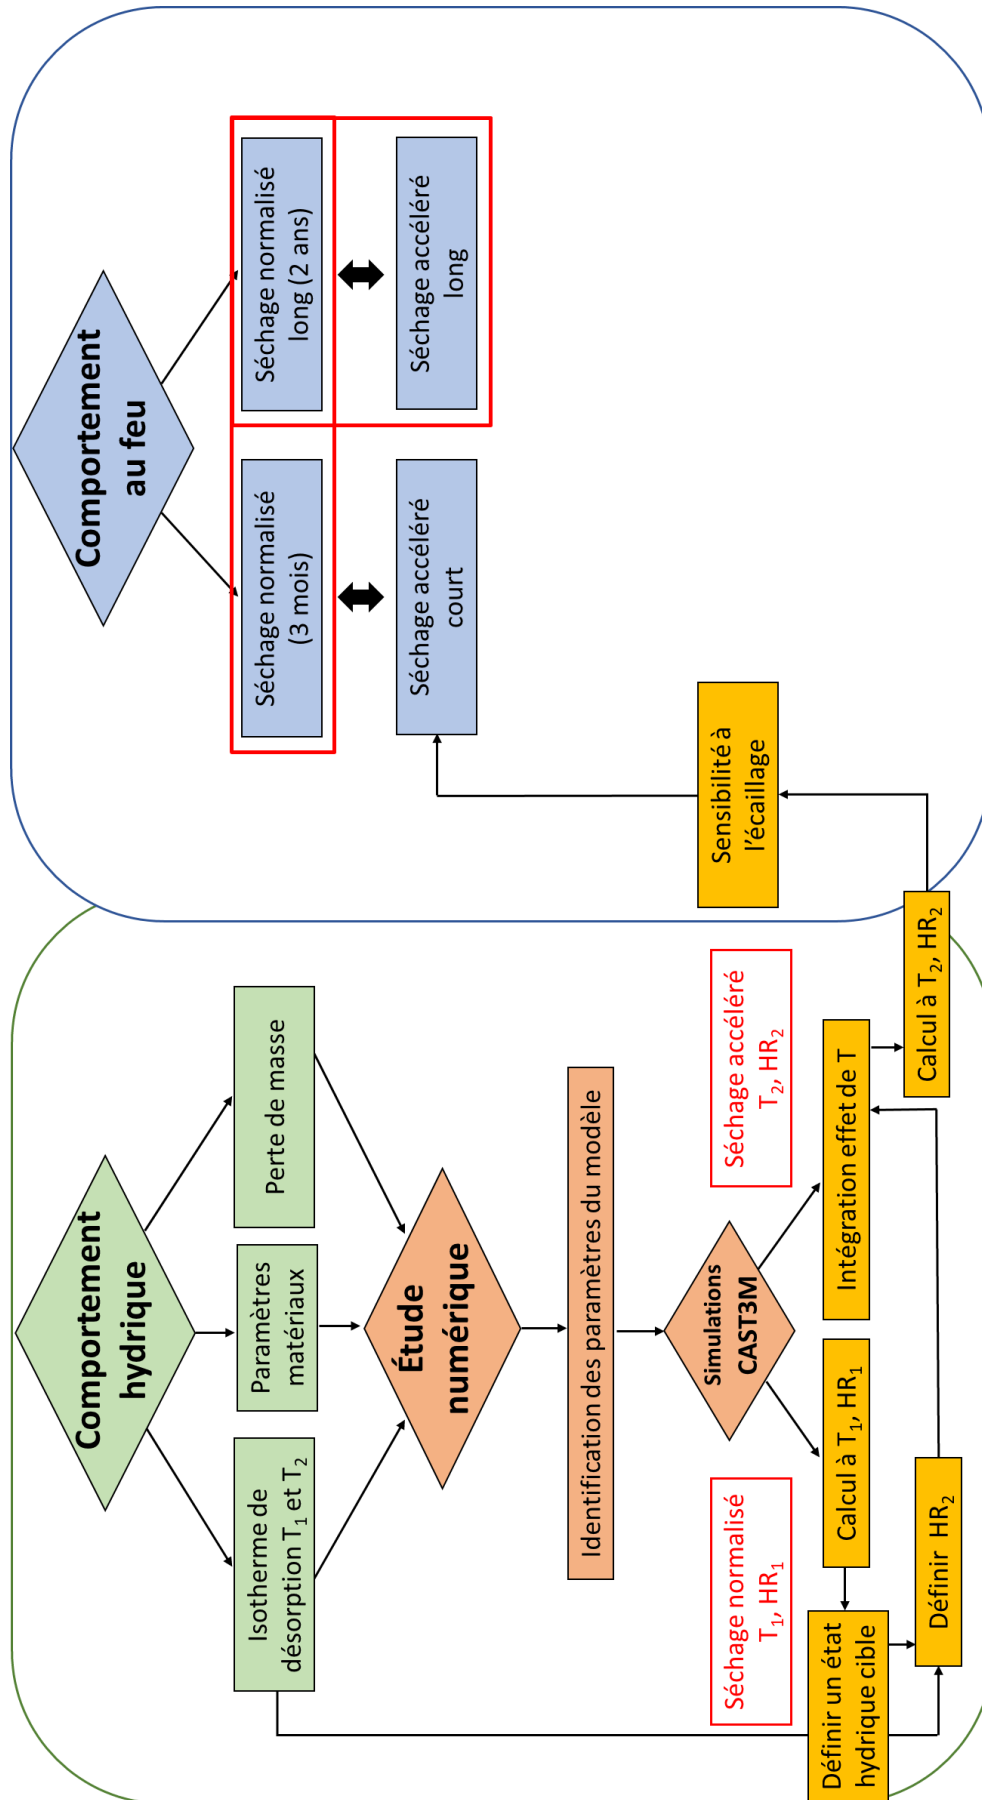 Comportement
hydrique
Isotherme de
désorption T₁ et T₂
Paramètres
matériaux
Perte de masse
Étude
numérique
Identification des paramètres du modèle
Simulations
CAST3M
Séchage normalisé
T₁, HR₁
Séchage accéléré
T₂, HR₂
Calcul à T₁, HR₁
Intégration effet de T
Définir un état
hydrique cible
Définir HR₂
Calcul à T₂, HR₂
Comportement
au feu
Séchage normalisé
(3 mois)
Séchage normalisé
long (2 ans)
Séchage accéléré
court
Séchage accéléré
long
Sensibilité à
l'écaillage